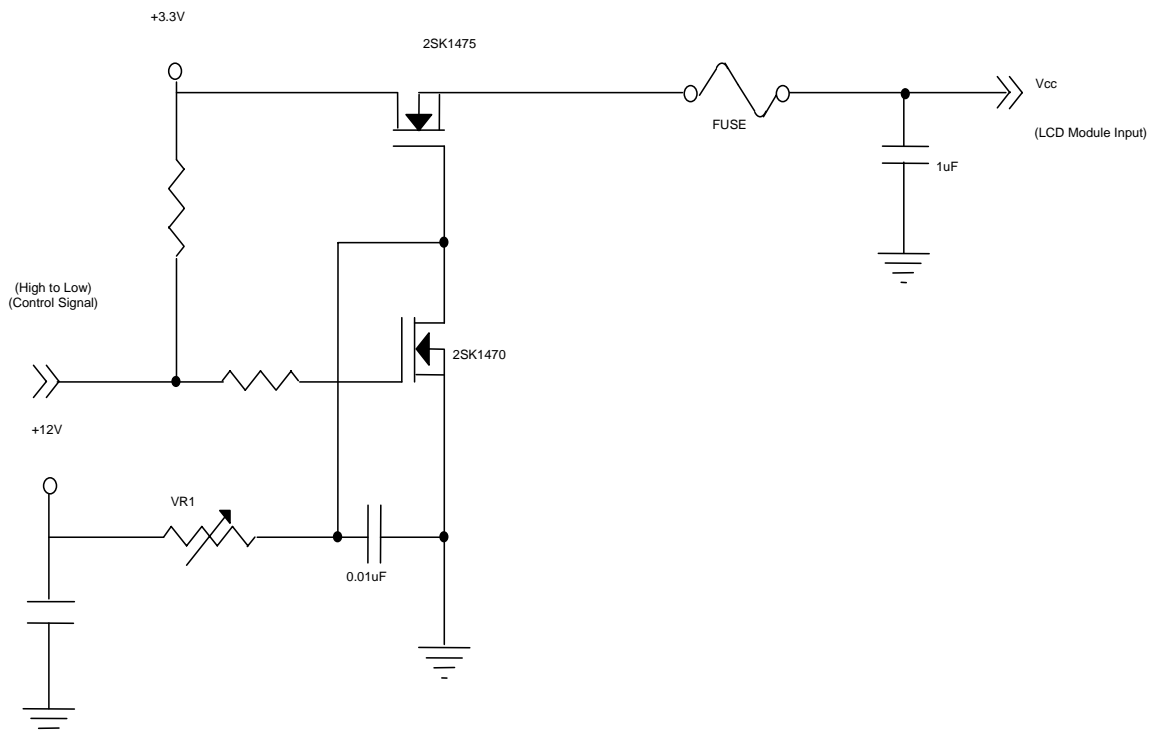 +3.3V
2SK1475
Vcc
FUSE
(LCD Module Input)
1uF
(High to Low)
(Control Signal)
2SK1470
+12V
VR1
0.01uF